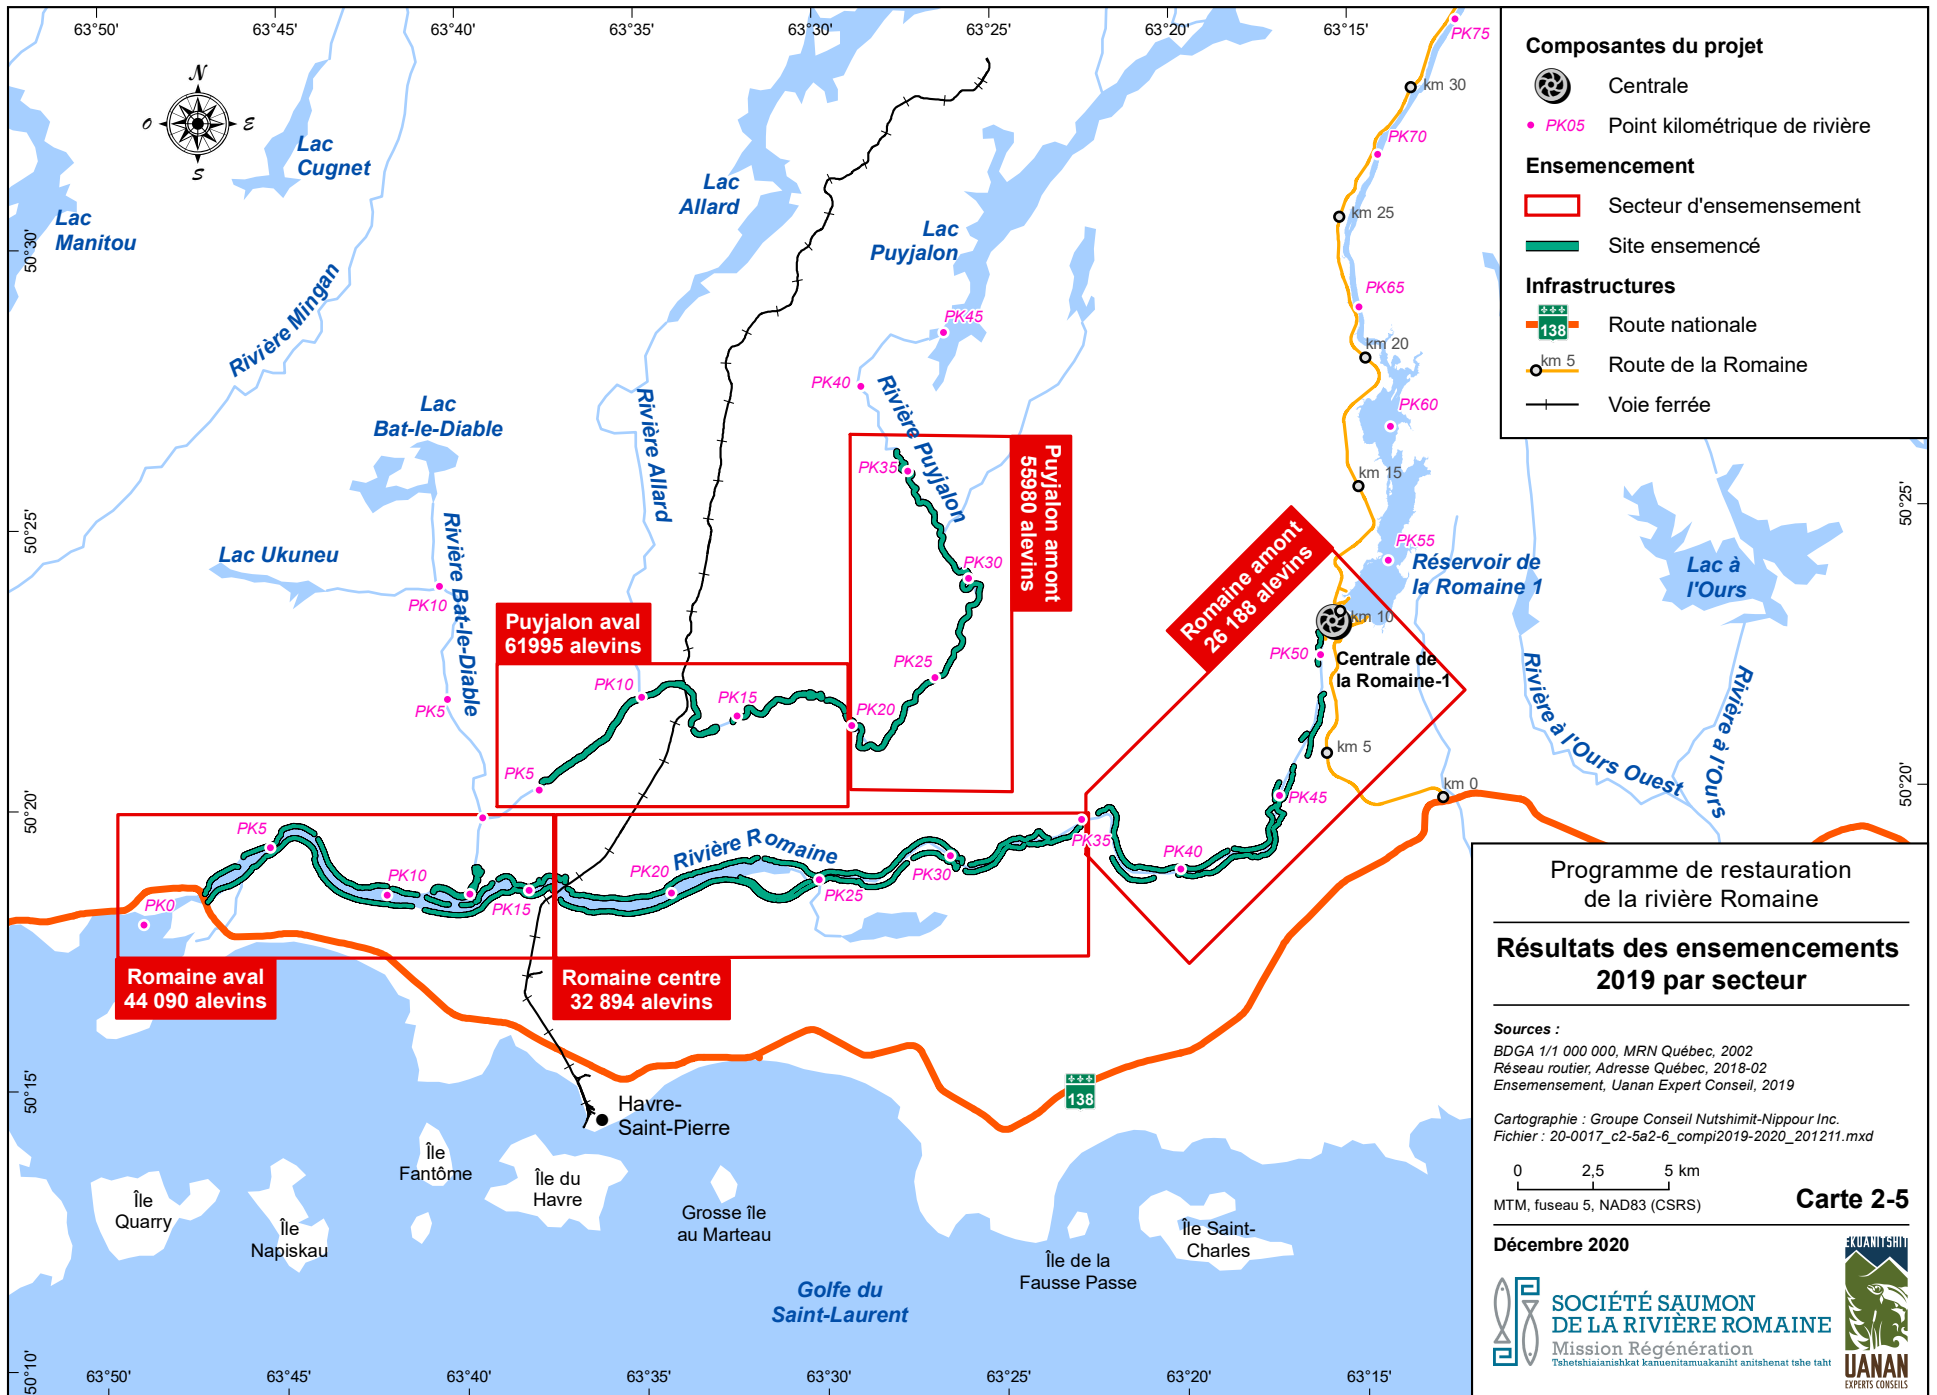 63°50'
63°45'
63°40'
63°35'
63°30'
63°25'
63°20'
63°15'
N
O
E
S
Lac
Cugnet
Lac
Manitou
Rivière Mingan
Lac
Allard
Lac
Puyjalon
PK75
km 30
PK70
km 25
PK65
km 20
PK60
km 15
PK55
PK45
PK40
Rivière Puyjalon
PK35
PK30
PK25
PK20
Puyjalon amont
55980 alevins
Lac
Bat-le-Diable
Rivière Allard
Lac Ukuneu
Rivière Bat-le-Diable
PK10
PK5
Puyjalon aval
61995 alevins
PK10
PK15
PK5
Romaine amont
26 188 alevins
Réservoir de
la Romaine 1
km 10
PK50
Centrale de
la Romaine-1
km 5
km 0
PK45
PK40
PK35
Lac à
l'Ours
Rivière à l'Ours Ouest
Rivière à l'Ours
50°30'
50°25'
50°20'
50°15'
50°10'
50°25'
50°20'
PK5
PK10
PK0
PK15
PK20
Rivière Romaine
PK25
PK30
Romaine aval
44 090 alevins
Romaine centre
32 894 alevins
138
Havre-
Saint-Pierre
Île
Fantôme
Île du
Havre
Île
Quarry
Île
Napiskau
Grosse île
au Marteau
Île de la
Fausse Passe
Île Saint-
Charles
Golfe du
Saint-Laurent
63°50'
63°45'
63°40'
63°35'
63°30'
63°25'
63°20'
63°15'
Composantes du projet
Centrale
PK05 Point kilométrique de rivière
Ensemencement
Secteur d'ensemensement
Site ensemencé
Infrastructures
138 Route nationale
km 5 Route de la Romaine
Voie ferrée
Programme de restauration
de la rivière Romaine
Résultats des ensemencements
2019 par secteur
Sources :
BDGA 1/1 000 000, MRN Québec, 2002
Réseau routier, Adresse Québec, 2018-02
Ensemensement, Uanan Expert Conseil, 2019
Cartographie : Groupe Conseil Nutshimit-Nippour Inc.
Fichier : 20-0017_c2-5a2-6_compi2019-2020_201211.mxd
0 2,5 5 km
MTM, fuseau 5, NAD83 (CSRS)
Carte 2-5
Décembre 2020
SOCIÉTÉ SAUMON
DE LA RIVIÈRE ROMAINE
Mission Régénération
Tshetshiaianishkat kanuenitamuakaniht anitshenat tshe taht
EKUANITSHIT
UANAN
EXPERTS CONSEILS